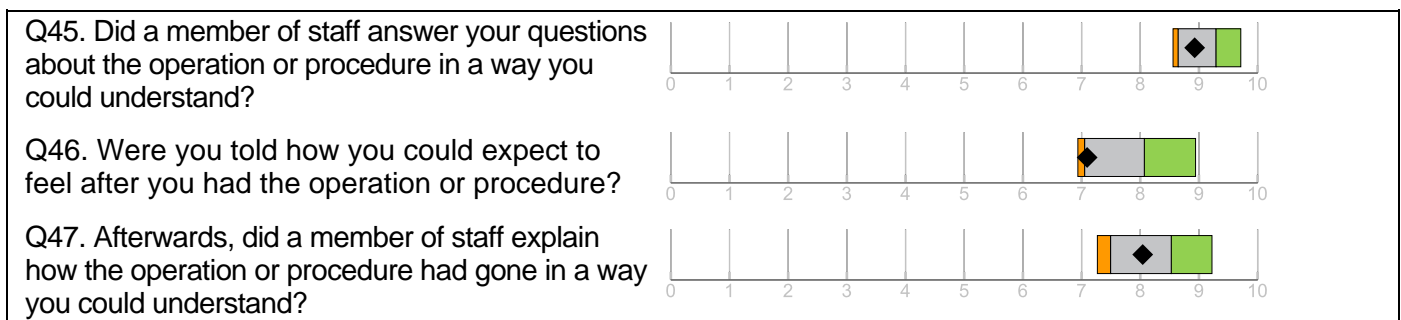 Q45. Did a member of staff answer your questions
about the operation or procedure in a way you
could understand?
0 1 2 3 4 5 6 7 8 9 10
Q46. Were you told how you could expect to
feel after you had the operation or procedure?
0 1 2 3 4 5 6 7 8 9 10
Q47. Afterwards, did a member of staff explain
how the operation or procedure had gone in a way
you could understand?
0 1 2 3 4 5 6 7 8 9 10